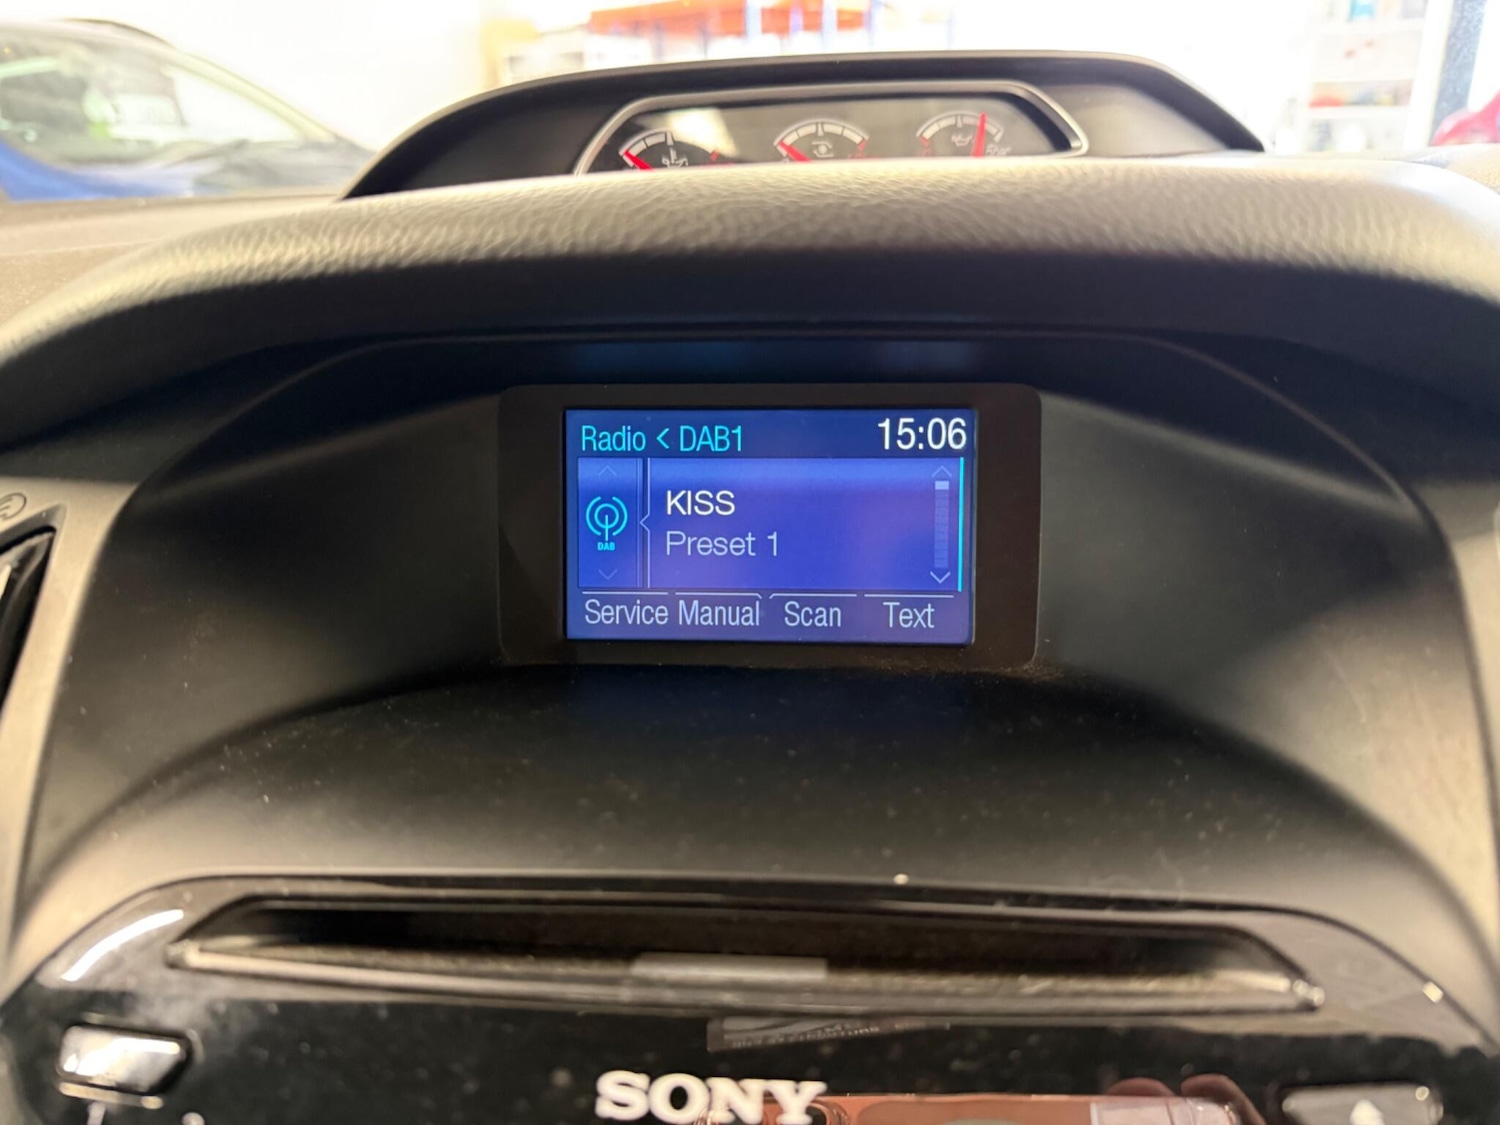 Radio < DAB1 15:06
KISS
DAB
Preset 1
Service Manual Scan Text
SONY